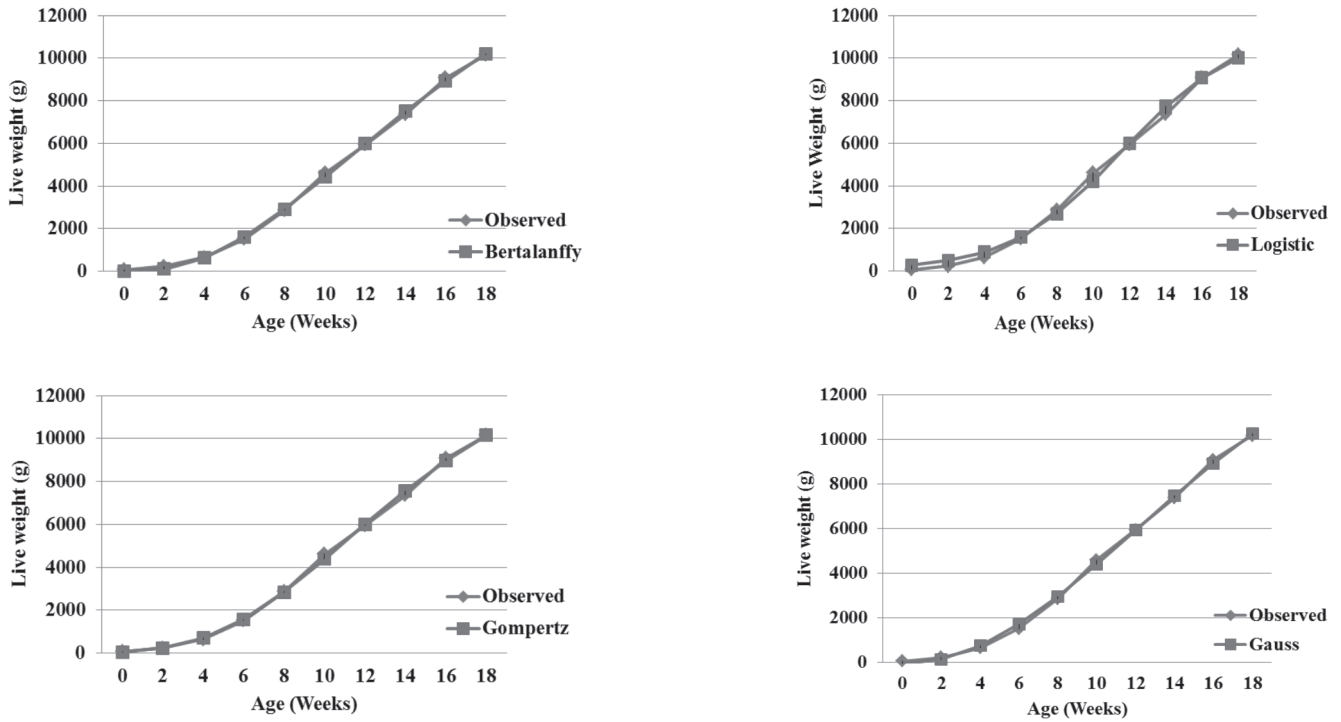 12000
10000
8000
6000
4000
2000
0
Live weight (g)
Observed
Bertalanffy
0 2 4 6 8 10 12 14 16 18
Age (Weeks)
12000
10000
8000
6000
4000
2000
0
Live Weight (g)
Observed
Logistic
0 2 4 6 8 10 12 14 16 18
Age (Weeks)
12000
10000
8000
6000
4000
2000
0
Live weight (g)
Observed
Gompertz
0 2 4 6 8 10 12 14 16 18
Age (Weeks)
12000
10000
8000
6000
4000
2000
0
Live weight (g)
Observed
Gauss
0 2 4 6 8 10 12 14 16 18
Age (Weeks)